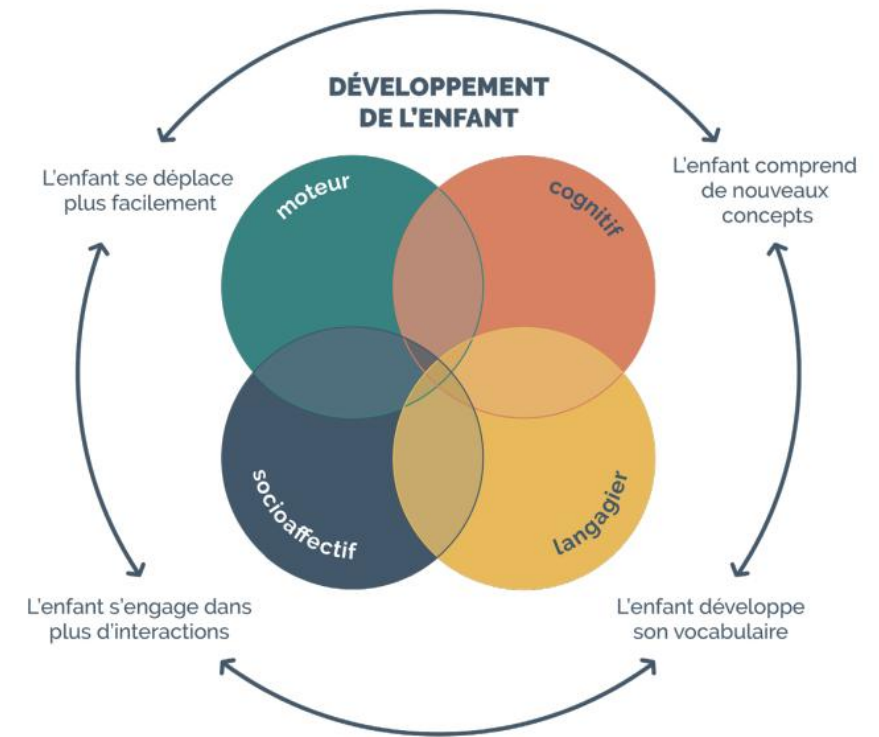 DÉVELOPPEMENT
DE L'ENFANT
L'enfant se déplace
plus facilement
L'enfant comprend
de nouveaux
concepts
moteur
cognitif
socioaffectif
langagier
L'enfant s'engage dans
plus d'interactions
L'enfant développe
son vocabulaire